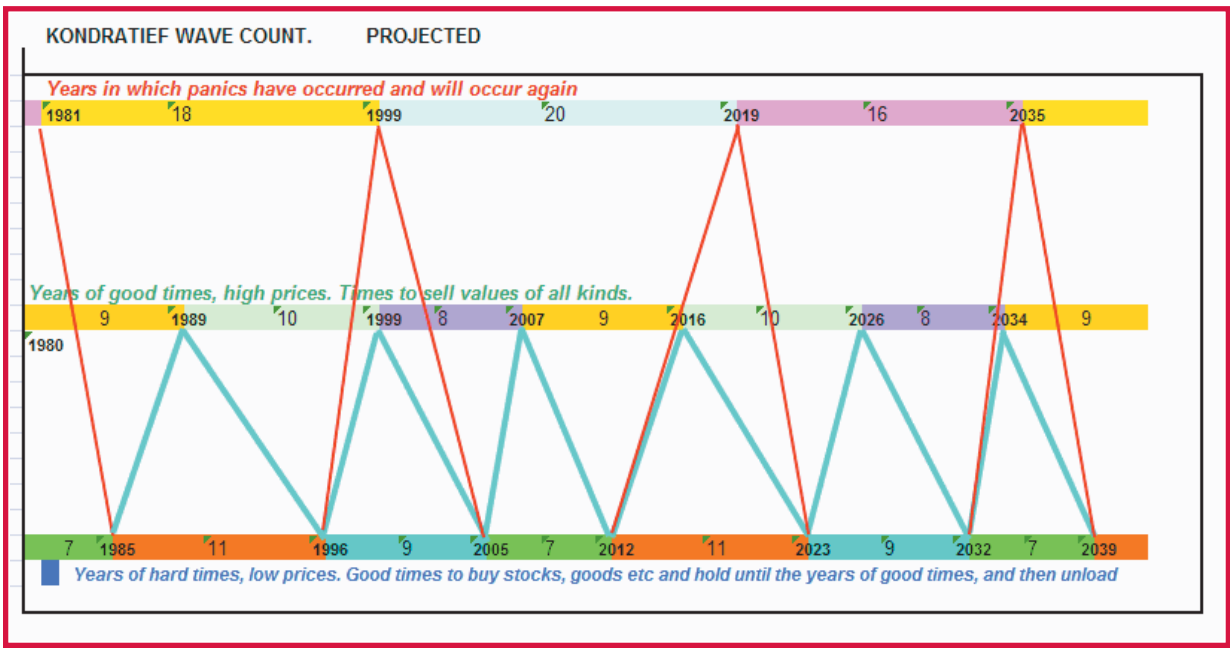 KONDRATIEF WAVE COUNT. PROJECTED
Years in which panics have occurred and will occur again
1981 18 1999 20 2019 16 2035
Years of good times, high prices. Times to sell values of all kinds.
9 1989 10 1999 8 2007 9 2016 10 2026 8 2034 9
1980
7 1985 11 1996 9 2005 7 2012 11 2023 9 2032 7 2039
Years of hard times, low prices. Good times to buy stocks, goods etc and hold until the years of good times, and then unload